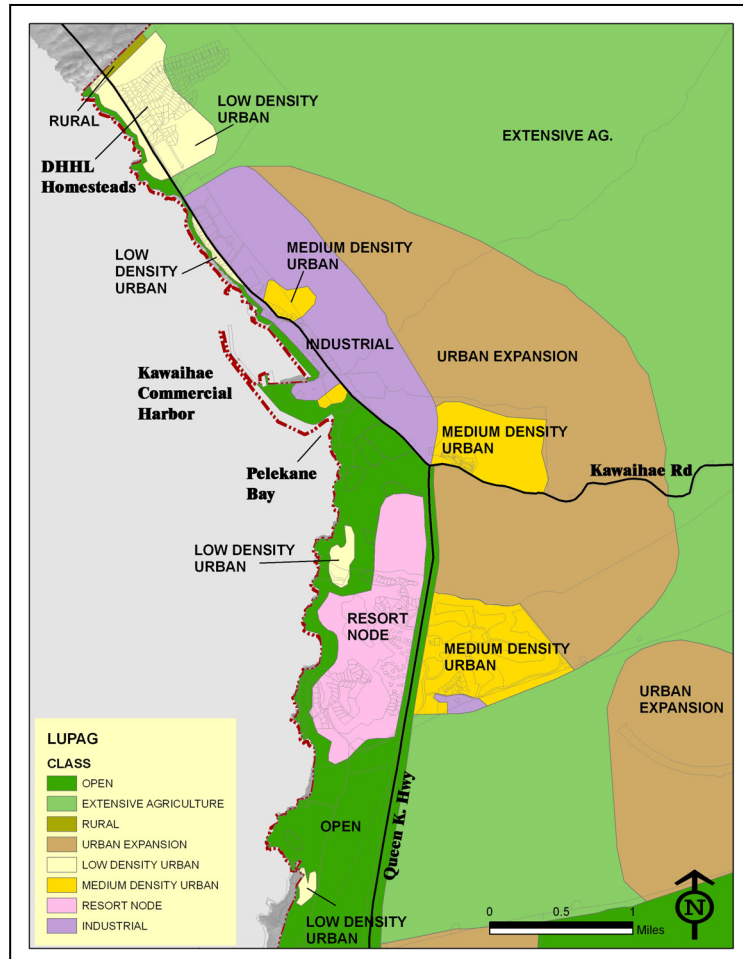 LOW DENSITY
URBAN
RURAL
EXTENSIVE AG.
DHHL
Homesteads
LOW
DENSITY
URBAN
MEDIUM DENSITY
URBAN
INDUSTRIAL
URBAN EXPANSION
Kawaihae
Commercial
Harbor
MEDIUM DENSITY
URBAN
Kawaihae Rd
Pelekane
Bay
LOW DENSITY
URBAN
RESORT
NODE
MEDIUM DENSITY
URBAN
URBAN
EXPANSION
LUPAG
CLASS
OPEN
EXTENSIVE AGRICULTURE
RURAL
URBAN EXPANSION
LOW DENSITY URBAN
MEDIUM DENSITY URBAN
RESORT NODE
INDUSTRIAL
OPEN
Queen K. Hwy
LOW DENSITY
URBAN
0 0.5 1
Miles
N